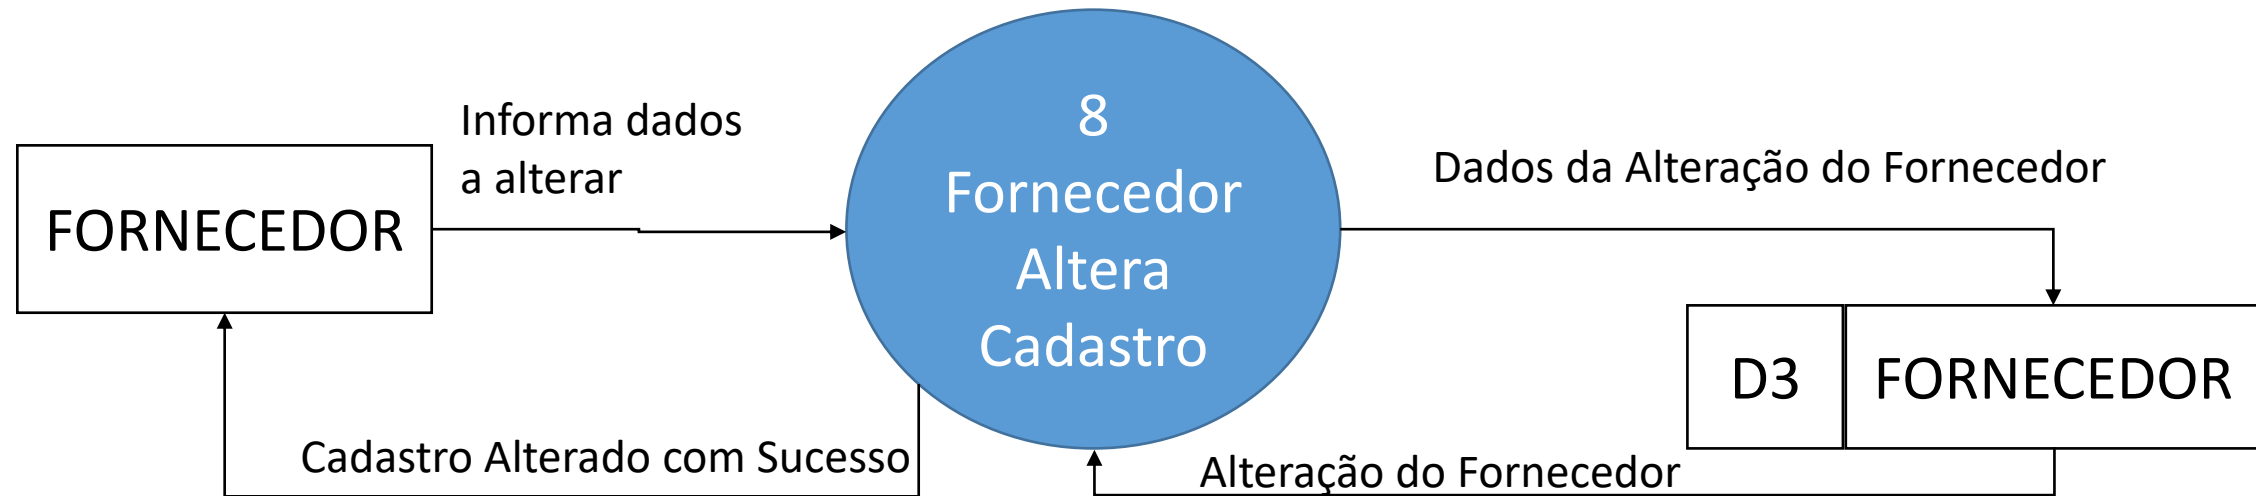 Informa dados
a alterar
FORNECEDOR
8
Fornecedor
Altera
Cadastro
Dados da Alteração do Fornecedor
D3
FORNECEDOR
Cadastro Alterado com Sucesso
Alteração do Fornecedor